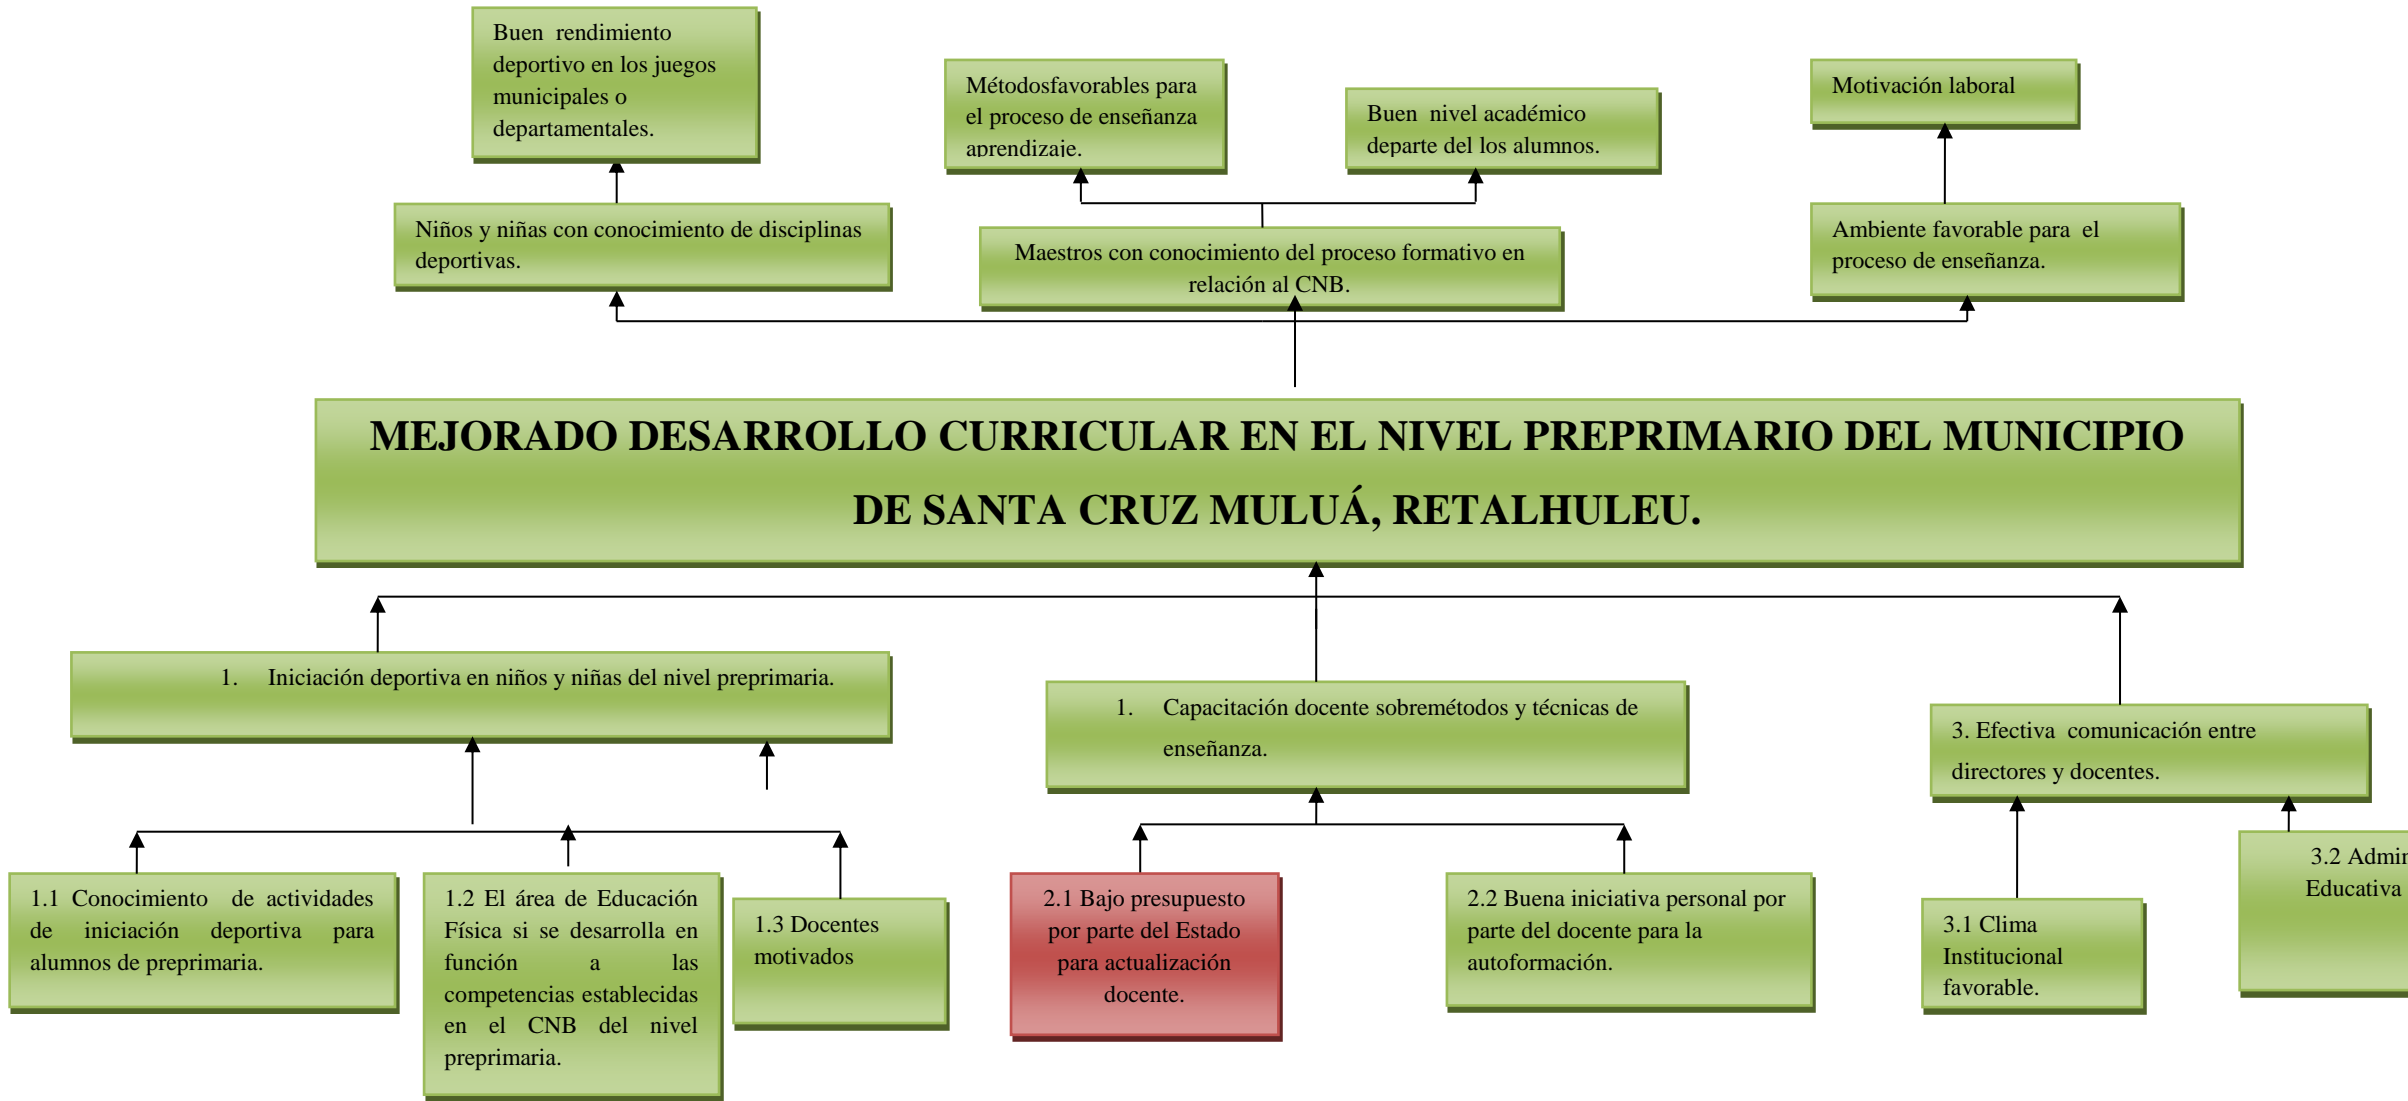 Buen rendimiento
deportivo en los juegos
municipales o
departamentales.
Métodosfavorables para
el proceso de enseñanza
aprendizaje.
Buen nivel académico
departe del los alumnos.
Motivación laboral
Niños y niñas con conocimiento de disciplinas
deportivas.
Maestros con conocimiento del proceso formativo en
relación al CNB.
Ambiente favorable para el
proceso de enseñanza.
MEJORADO DESARROLLO CURRICULAR EN EL NIVEL PREPRIMARIO DEL MUNICIPIO
DE SANTA CRUZ MULUÁ, RETALHULEU.
1. Iniciación deportiva en niños y niñas del nivel preprimaria.
1. Capacitación docente sobremétodos y técnicas de
enseñanza.
3. Efectiva comunicación entre
directores y docentes.
1.1 Conocimiento de actividades
de iniciación deportiva para
alumnos de preprimaria.
1.2 El área de Educación
Física si se desarrolla en
función a las
competencias establecidas
en el CNB del nivel
preprimaria.
1.3 Docentes
motivados
2.1 Bajo presupuesto
por parte del Estado
para actualización
docente.
2.2 Buena iniciativa personal por
parte del docente para la
autoformación.
3.1 Clima
Institucional
favorable.
3.2 Admin
Educativa